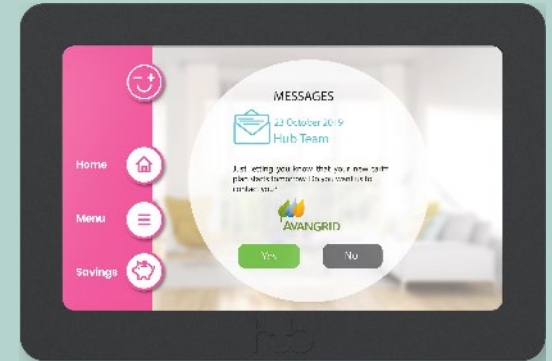 MESSAGES
23 October 2019
Hub Team
Just letting you know that your new tariff
plan starts tomorrow. Do you want us to
contact you?
AVANGRID
Yes
No
Home
Menu
Savings
hub